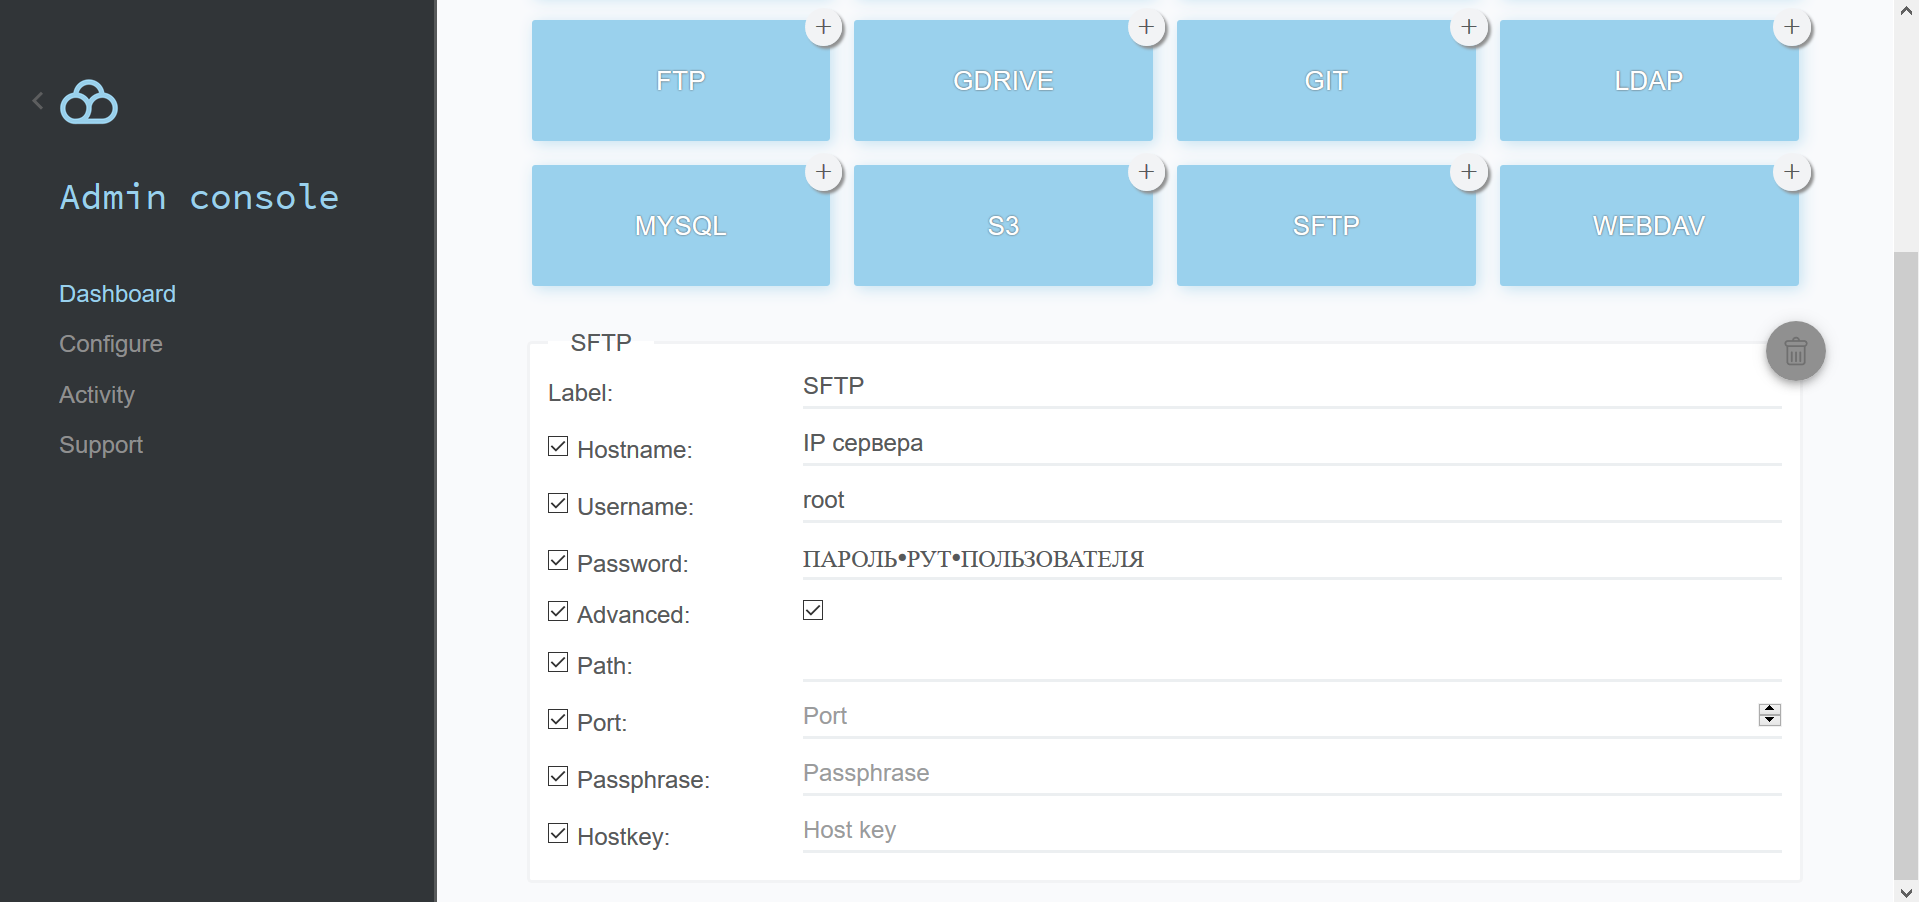 Admin console
Dashboard
Configure
Activity
Support
FTP
GDRIVE
GIT
LDAP
MYSQL
S3
SFTP
WEBDAV
SFTP
Label: SFTP
Hostname: IP сервера
Username: root
Password: ПАРОЛЬ•РУТ•ПОЛЬЗОВАТЕЛЯ
Advanced:
Path:
Port: Port
Passphrase: Passphrase
Hostkey: Host key